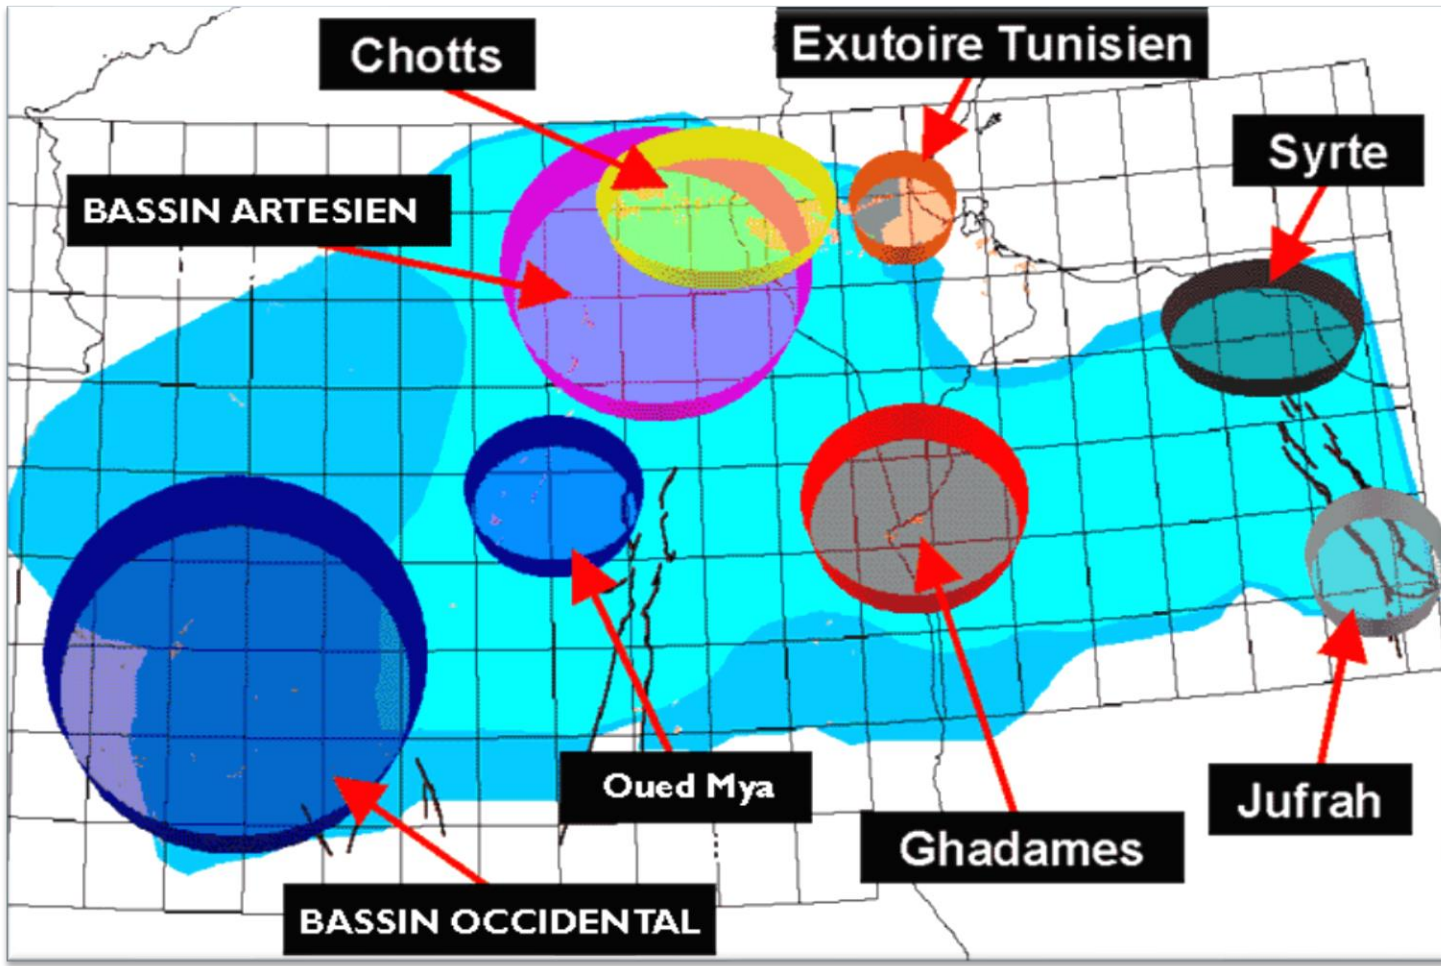 Chotts
Exutoire Tunisien
Syrte
BASSIN ARTESIEN
Oued Mya
Jufrah
Ghadames
BASSIN OCCIDENTAL